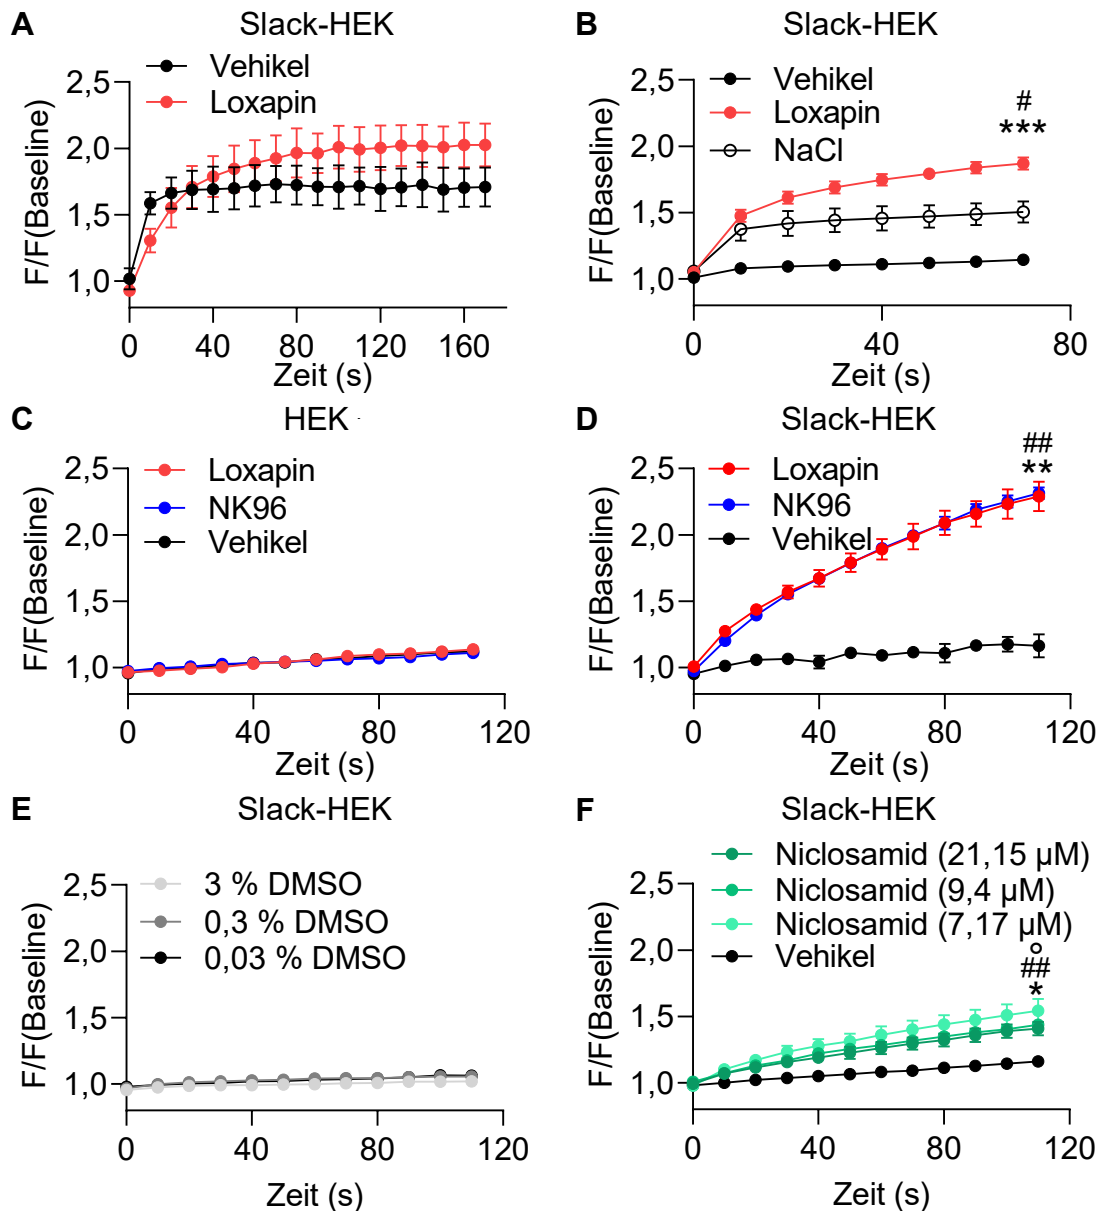 A
Slack-HEK
Vehikel
Loxapin
F/F(Baseline)
2,5
2,0
1,5
1,0
0 40 80 120 160
Zeit (s)
B
Slack-HEK
Vehikel
Loxapin
NaCl
#
***
F/F(Baseline)
2,5
2,0
1,5
1,0
0 40 80
Zeit (s)
C
HEK
Loxapin
NK96
Vehikel
F/F(Baseline)
2,5
2,0
1,5
1,0
0 40 80 120
Zeit (s)
D
Slack-HEK
Loxapin
NK96
Vehikel
##
**
F/F(Baseline)
2,5
2,0
1,5
1,0
0 40 80 120
Zeit (s)
E
Slack-HEK
3 % DMSO
0,3 % DMSO
0,03 % DMSO
F/F(Baseline)
2,5
2,0
1,5
1,0
0 40 80 120
Zeit (s)
F
Slack-HEK
Niclosamid (21,15 µM)
Niclosamid (9,4 µM)
Niclosamid (7,17 µM)
Vehikel
°
##
*
F/F(Baseline)
2,5
2,0
1,5
1,0
0 40 80 120
Zeit (s)